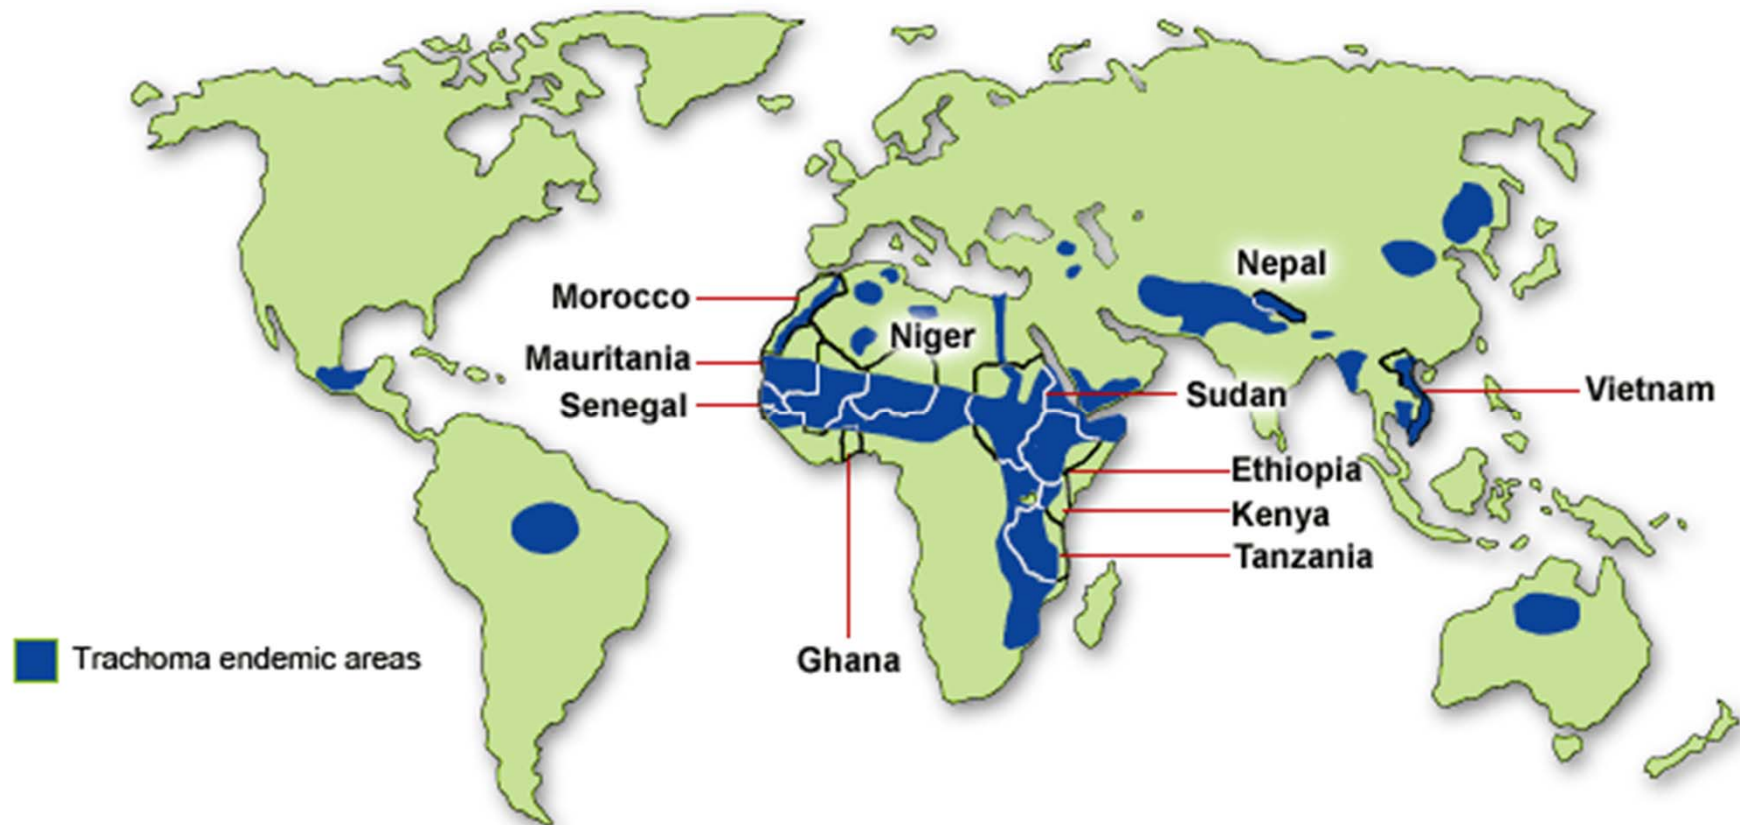 Nepal
Morocco
Niger
Mauritania
Senegal
Sudan
Vietnam
Ethiopia
Kenya
Tanzania
Ghana
Trachoma endemic areas